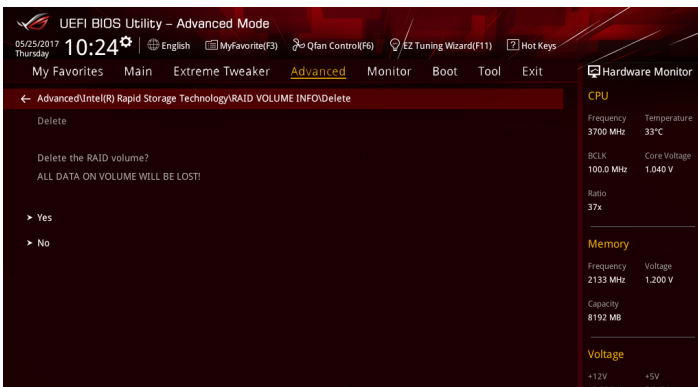 UEFI BIOS Utility – Advanced Mode
05/25/2017 Thursday 10:24 English MyFavorite(F3) Qfan Control(F6) EZ Tuning Wizard(F11) ? Hot Keys
My Favorites Main Extreme Tweaker Advanced Monitor Boot Tool Exit
← Advanced\Intel(R) Rapid Storage Technology\RAID VOLUME INFO\Delete
Delete
Delete the RAID volume?
ALL DATA ON VOLUME WILL BE LOST!
> Yes
> No
Hardware Monitor
CPU
Frequency Temperature
3700 MHz 33°C
BCLK Core Voltage
100.0 MHz 1.040 V
Ratio
37x
Memory
Frequency Voltage
2133 MHz 1.200 V
Capacity
8192 MB
Voltage
+12V +5V